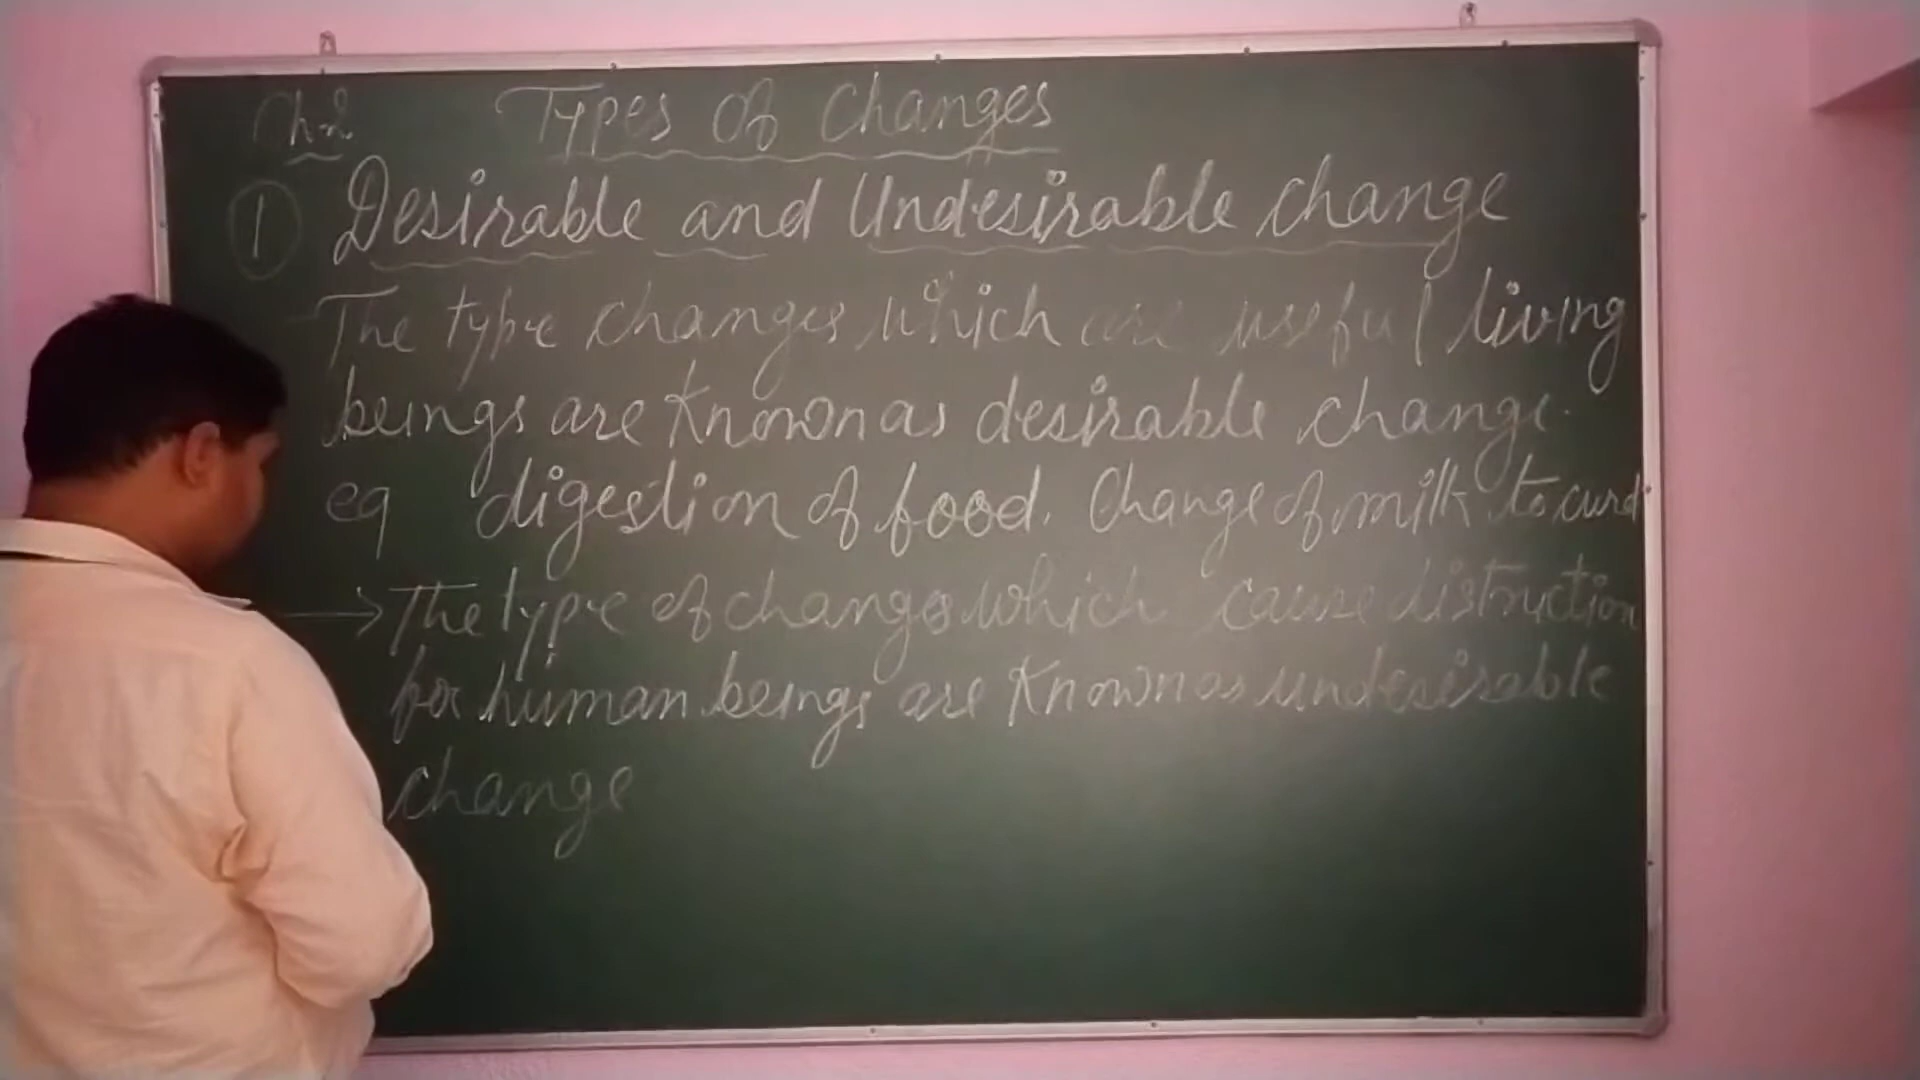 Ch-2 Types of Changes
1 Desirable and Undesirable change
The type changes which are useful living
beings are known as desirable change.
eg digestion of food. Change of milk to curd
→ The type of changes which cause distruction
for human beings are known as undesirable
change